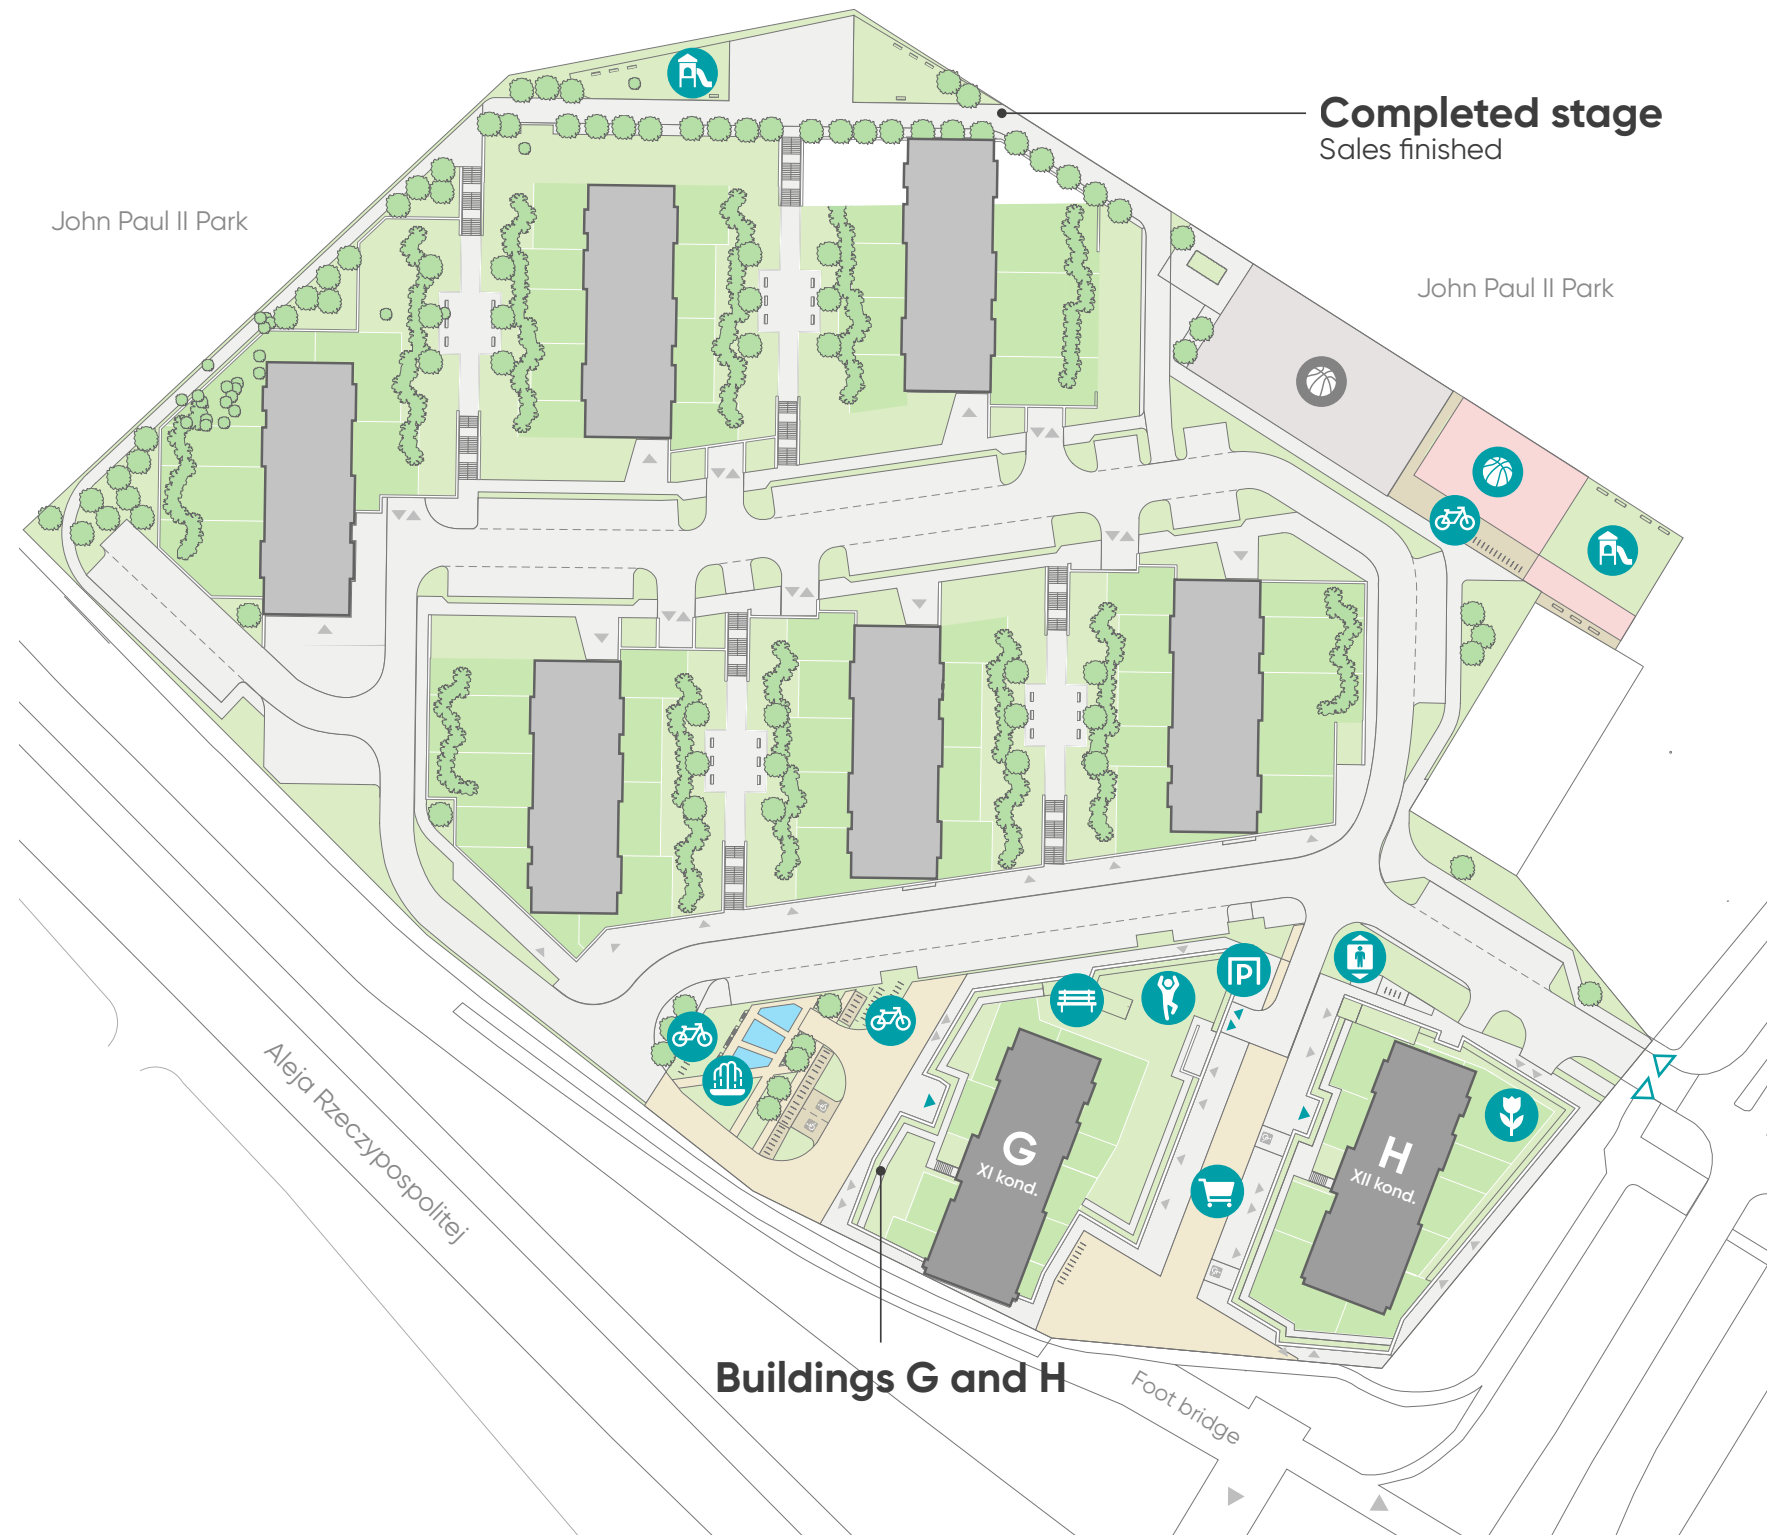 Completed stage
Sales finished
John Paul II Park
John Paul II Park
P
G
XI kond.
H
XII kond.
Aleja Rzeczypospolitej
Buildings G and H
Foot bridge